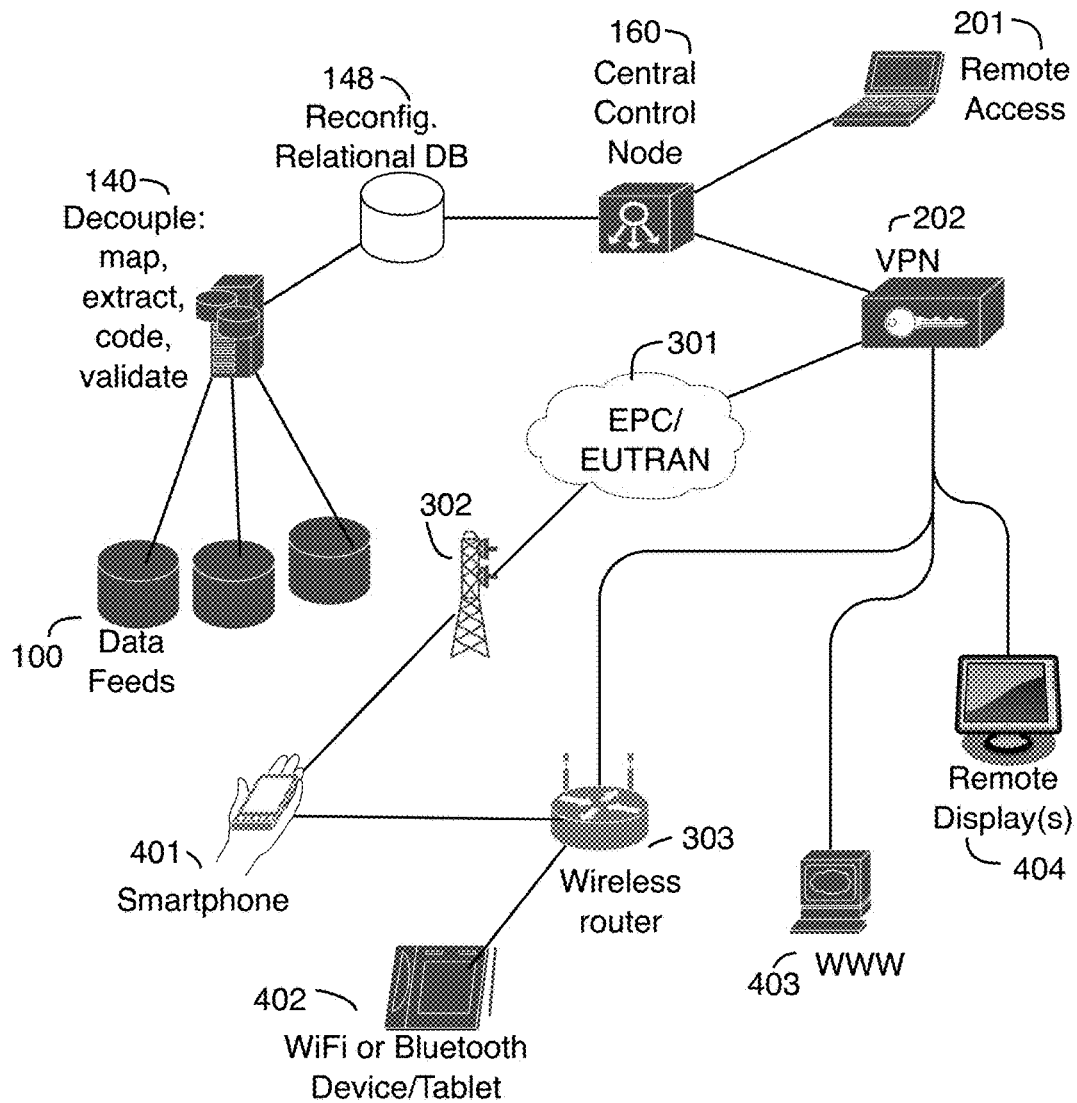 201
Remote
Access
160
Central
Control
Node
148
Reconfig.
Relational DB
140
Decouple:
map,
extract,
code,
validate
202
VPN
301
EPC/
EUTRAN
302
100
Data
Feeds
401
Smartphone
303
Wireless
router
Remote
Display(s)
404
403
WWW
402
WiFi or Bluetooth
Device/Tablet